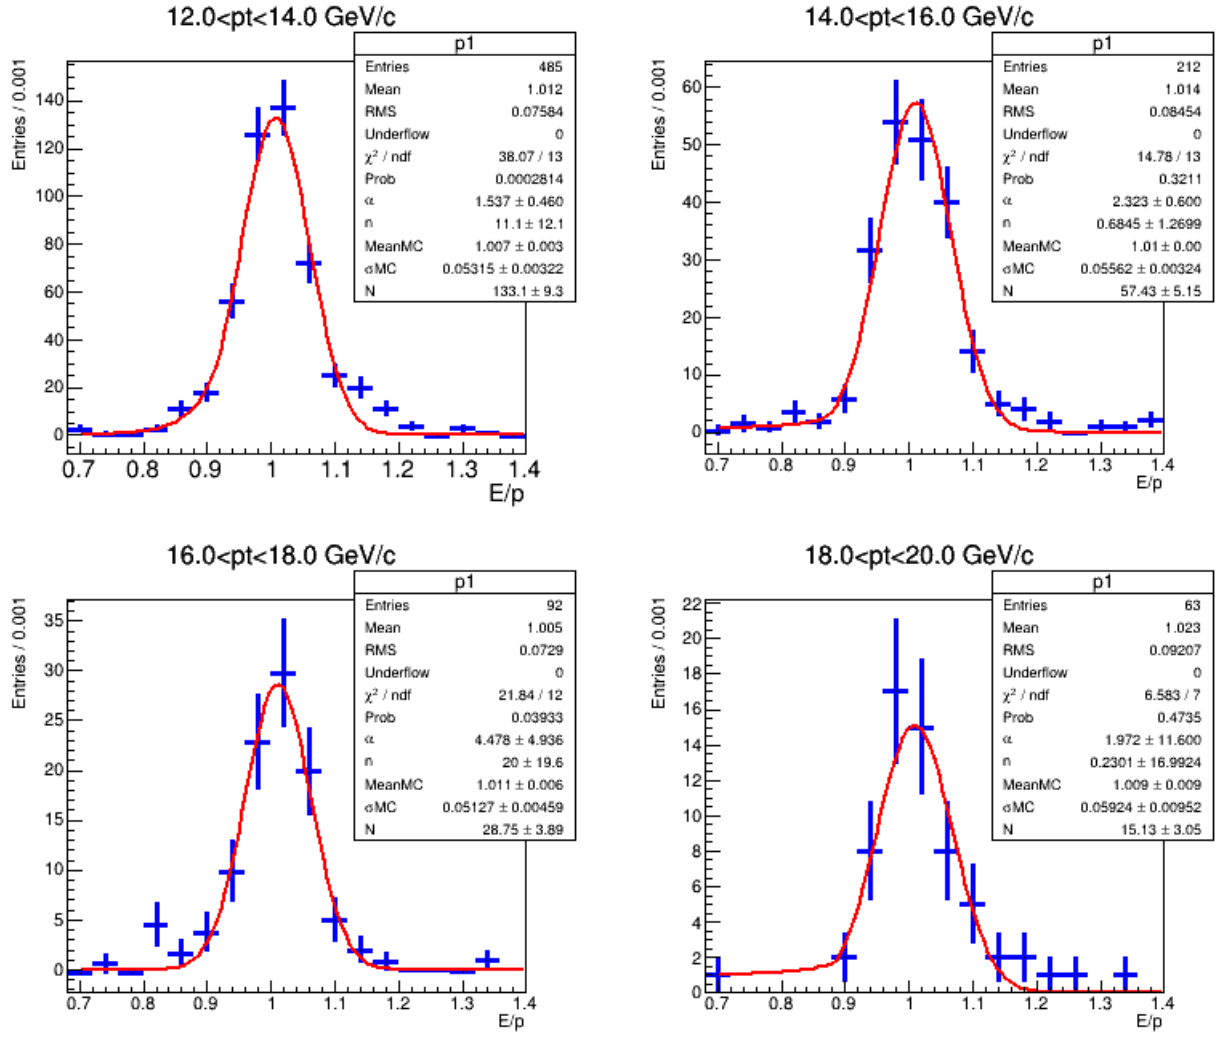 12.0<pt<14.0 GeV/c
p1
Entries 485
Mean 1.012
RMS 0.07584
Underflow 0
χ² / ndf 38.07 / 13
Prob 0.0002814
α 1.537 ± 0.460
n 11.1 ± 12.1
MeanMC 1.007 ± 0.003
σMC 0.05315 ± 0.00322
N 133.1 ± 9.3
Entries / 0.001
140
120
100
80
60
40
20
0
0.7 0.8 0.9 1 1.1 1.2 1.3 1.4
E/p
14.0<pt<16.0 GeV/c
p1
Entries 212
Mean 1.014
RMS 0.08454
Underflow 0
χ² / ndf 14.78 / 13
Prob 0.3211
α 2.323 ± 0.600
n 0.6845 ± 1.2699
MeanMC 1.01 ± 0.00
σMC 0.05562 ± 0.00324
N 57.43 ± 5.15
Entries / 0.001
60
50
40
30
20
10
0
0.7 0.8 0.9 1 1.1 1.2 1.3 1.4
E/p
16.0<pt<18.0 GeV/c
p1
Entries 92
Mean 1.005
RMS 0.0729
Underflow 0
χ² / ndf 21.84 / 12
Prob 0.03933
α 4.478 ± 4.936
n 20 ± 19.6
MeanMC 1.011 ± 0.006
σMC 0.05127 ± 0.00459
N 28.75 ± 3.89
Entries / 0.001
35
30
25
20
15
10
5
0
0.7 0.8 0.9 1 1.1 1.2 1.3 1.4
E/p
18.0<pt<20.0 GeV/c
p1
Entries 63
Mean 1.023
RMS 0.09207
Underflow 0
χ² / ndf 6.583 / 7
Prob 0.4735
α 1.972 ± 11.600
n 0.2301 ± 16.9924
MeanMC 1.009 ± 0.009
σMC 0.05924 ± 0.00952
N 15.13 ± 3.05
Entries / 0.001
22
20
18
16
14
12
10
8
6
4
2
0
0.7 0.8 0.9 1 1.1 1.2 1.3 1.4
E/p